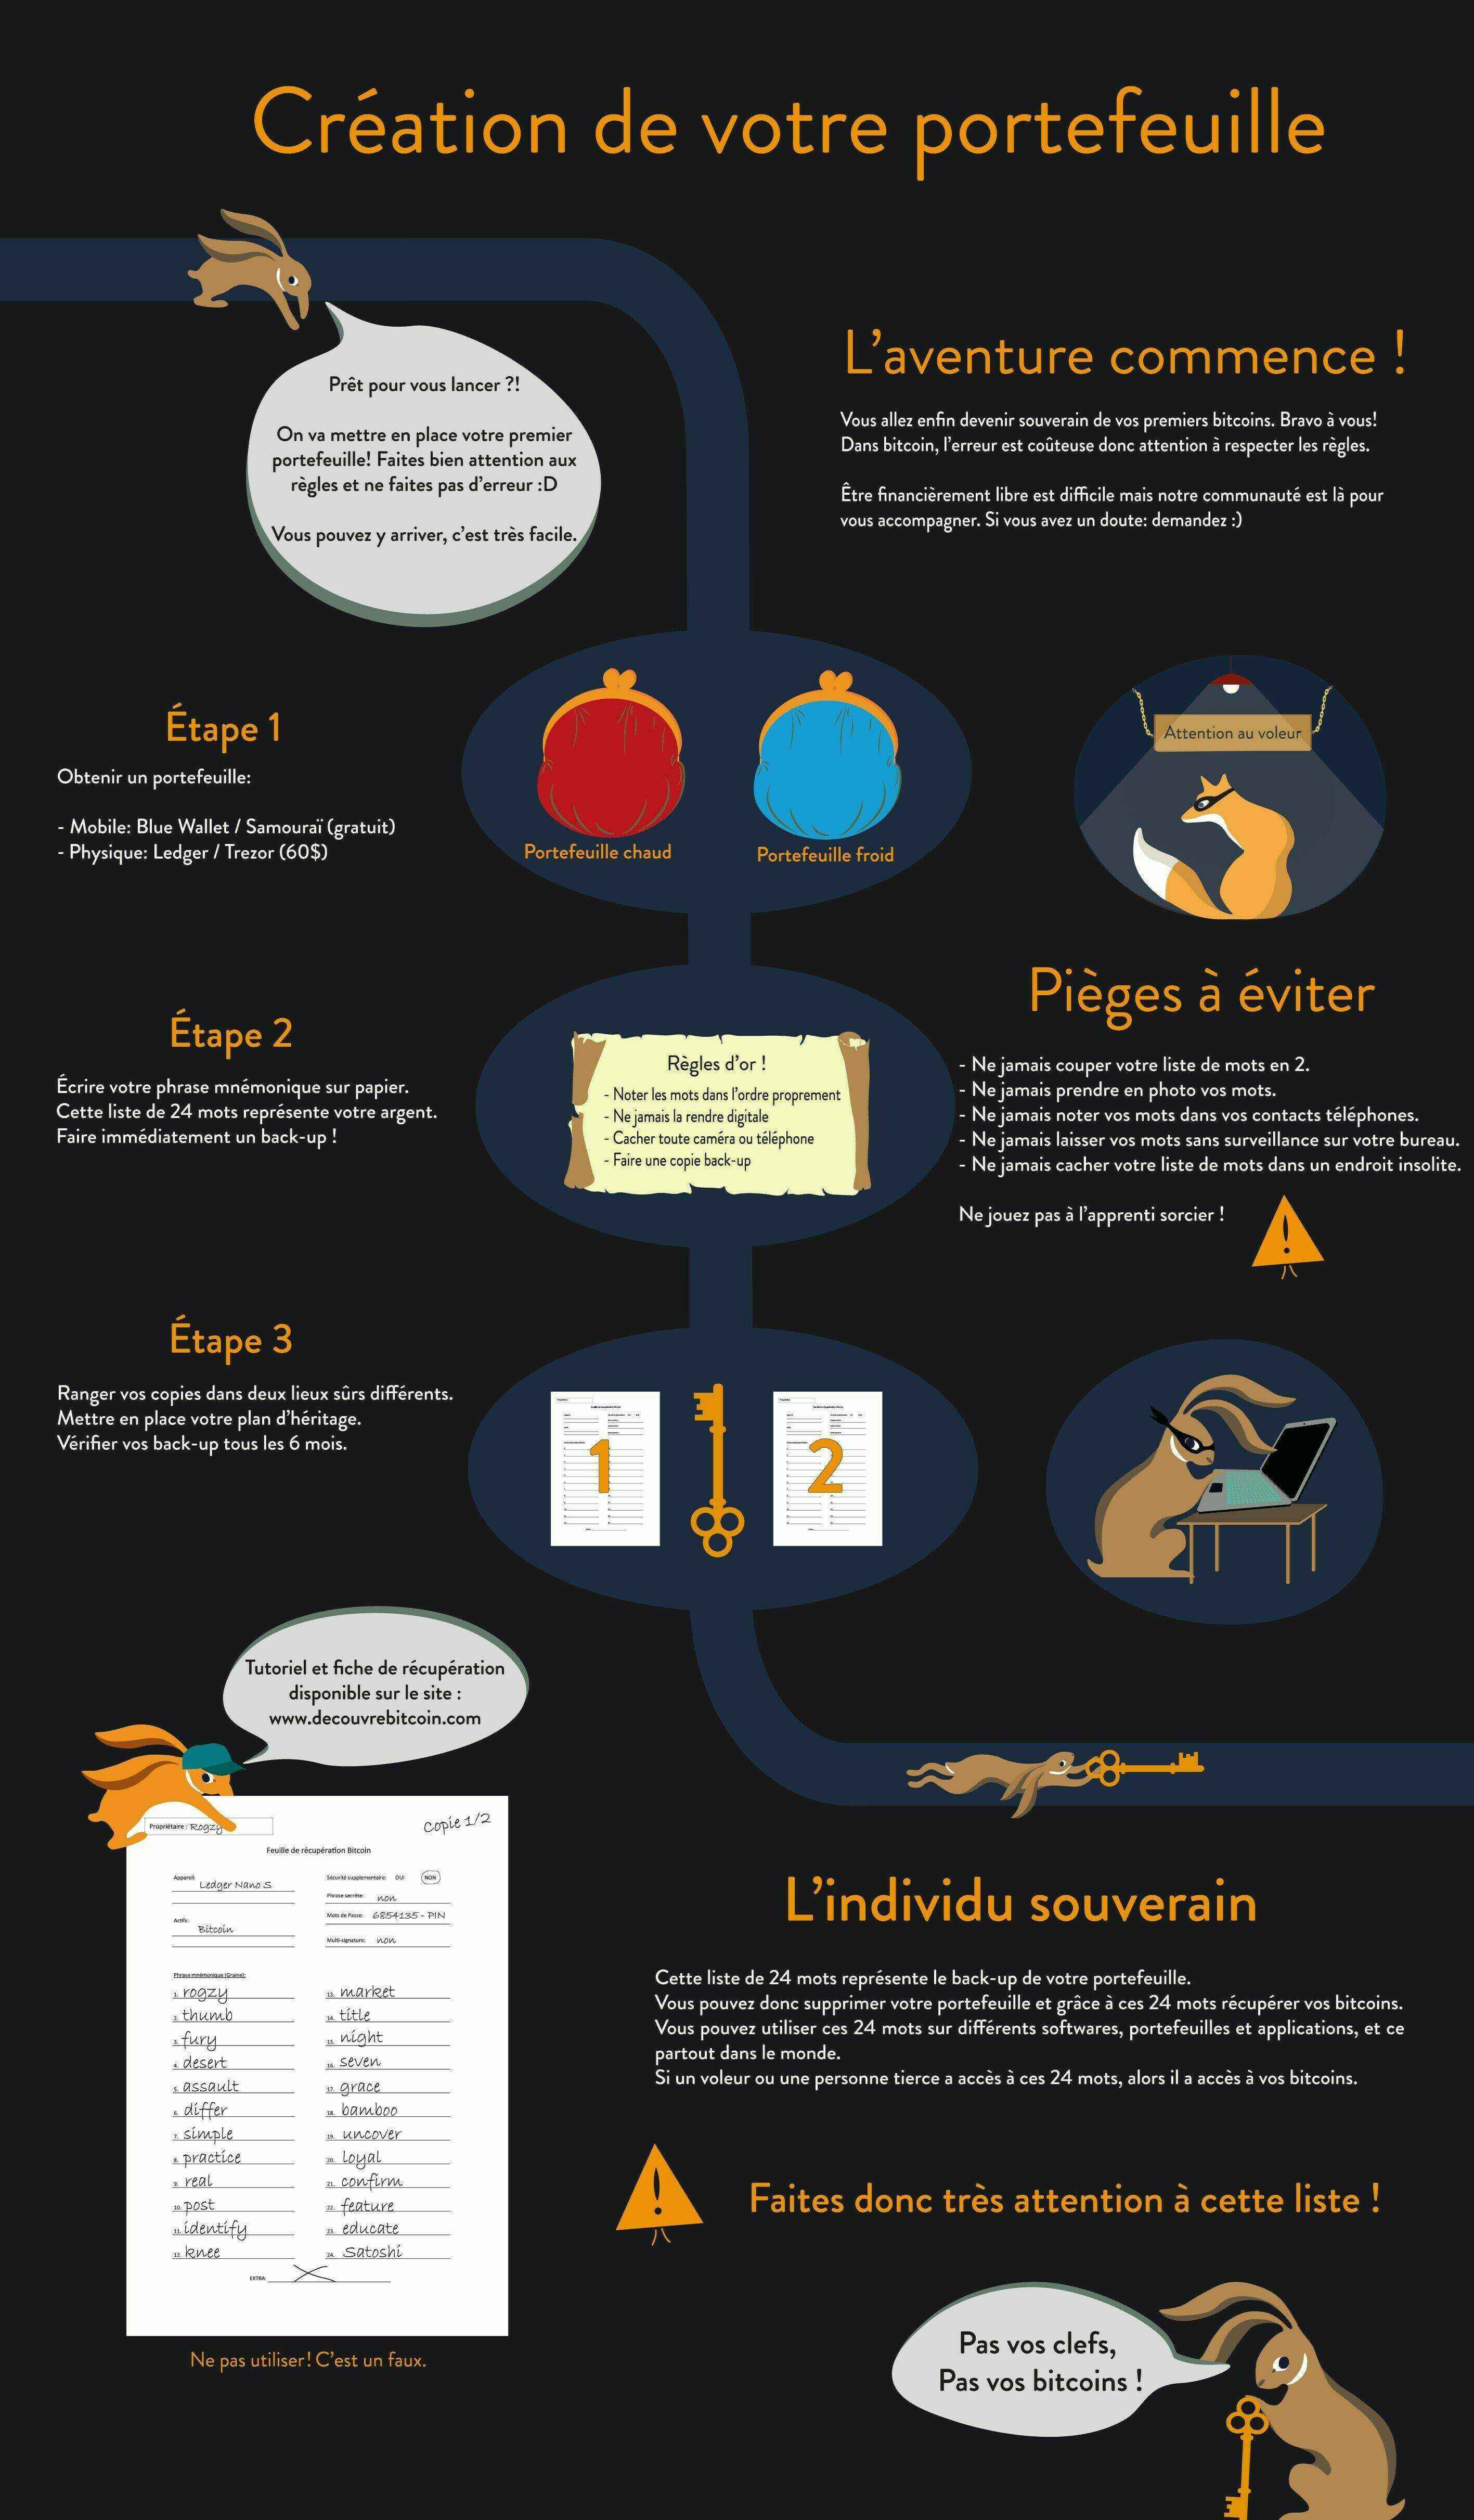 Création de votre portefeuille
Prêt pour vous lancer ?!
On va mettre en place votre premier
portefeuille! Faites bien attention aux
règles et ne faites pas d'erreur :D
Vous pouvez y arriver, c'est très facile.
L'aventure commence !
Vous allez enfin devenir souverain de vos premiers bitcoins. Bravo à vous!
Dans bitcoin, l'erreur est coûteuse donc attention à respecter les règles.
Être financièrement libre est difficile mais notre communauté est là pour
vous accompagner. Si vous avez un doute: demandez :)
Étape 1
Obtenir un portefeuille:
- Mobile: Blue Wallet / Samouraï (gratuit)
- Physique: Ledger / Trezor (60$)
Portefeuille chaud
Portefeuille froid
Attention au voleur
Étape 2
Écrire votre phrase mnémonique sur papier.
Cette liste de 24 mots représente votre argent.
Faire immédiatement un back-up !
Règles d'or !
- Noter les mots dans l'ordre proprement
- Ne jamais la rendre digitale
- Cacher toute caméra ou téléphone
- Faire une copie back-up
Pièges à éviter
- Ne jamais couper votre liste de mots en 2.
- Ne jamais prendre en photo vos mots.
- Ne jamais noter vos mots dans vos contacts téléphones.
- Ne jamais laisser vos mots sans surveillance sur votre bureau.
- Ne jamais cacher votre liste de mots dans un endroit insolite.
Ne jouez pas à l'apprenti sorcier !
Étape 3
Ranger vos copies dans deux lieux sûrs différents.
Mettre en place votre plan d'héritage.
Vérifier vos back-up tous les 6 mois.
1
2
Tutoriel et fiche de récupération
disponible sur le site :
www.decouvrebitcoin.com
Propriétaire : Rogzy
Copie 1/2
Feuille de récupération Bitcoin
Appareil: Ledger Nano S
Sécurité supplementaire: OUI NON
Phrase secrète: non
Actifs: Bitcoin
Mots de Passe: 6854135 - PIN
Multi-signature: non
Phrase mnémonique (Graine):
1. rogzy
2. thumb
3. fury
4. desert
5. assault
6. differ
7. simple
8. practice
9. real
10. post
11. identify
12. knee
13. market
14. title
15. night
16. seven
17. grace
18. bamboo
19. uncover
20. loyal
21. confirm
22. feature
23. educate
24. Satoshi
EXTRA:
Ne pas utiliser! C'est un faux.
L'individu souverain
Cette liste de 24 mots représente le back-up de votre portefeuille.
Vous pouvez donc supprimer votre portefeuille et grâce à ces 24 mots récupérer vos bitcoins.
Vous pouvez utiliser ces 24 mots sur différents softwares, portefeuilles et applications, et ce
partout dans le monde.
Si un voleur ou une personne tierce a accès à ces 24 mots, alors il a accès à vos bitcoins.
Faites donc très attention à cette liste !
Pas vos clefs,
Pas vos bitcoins !